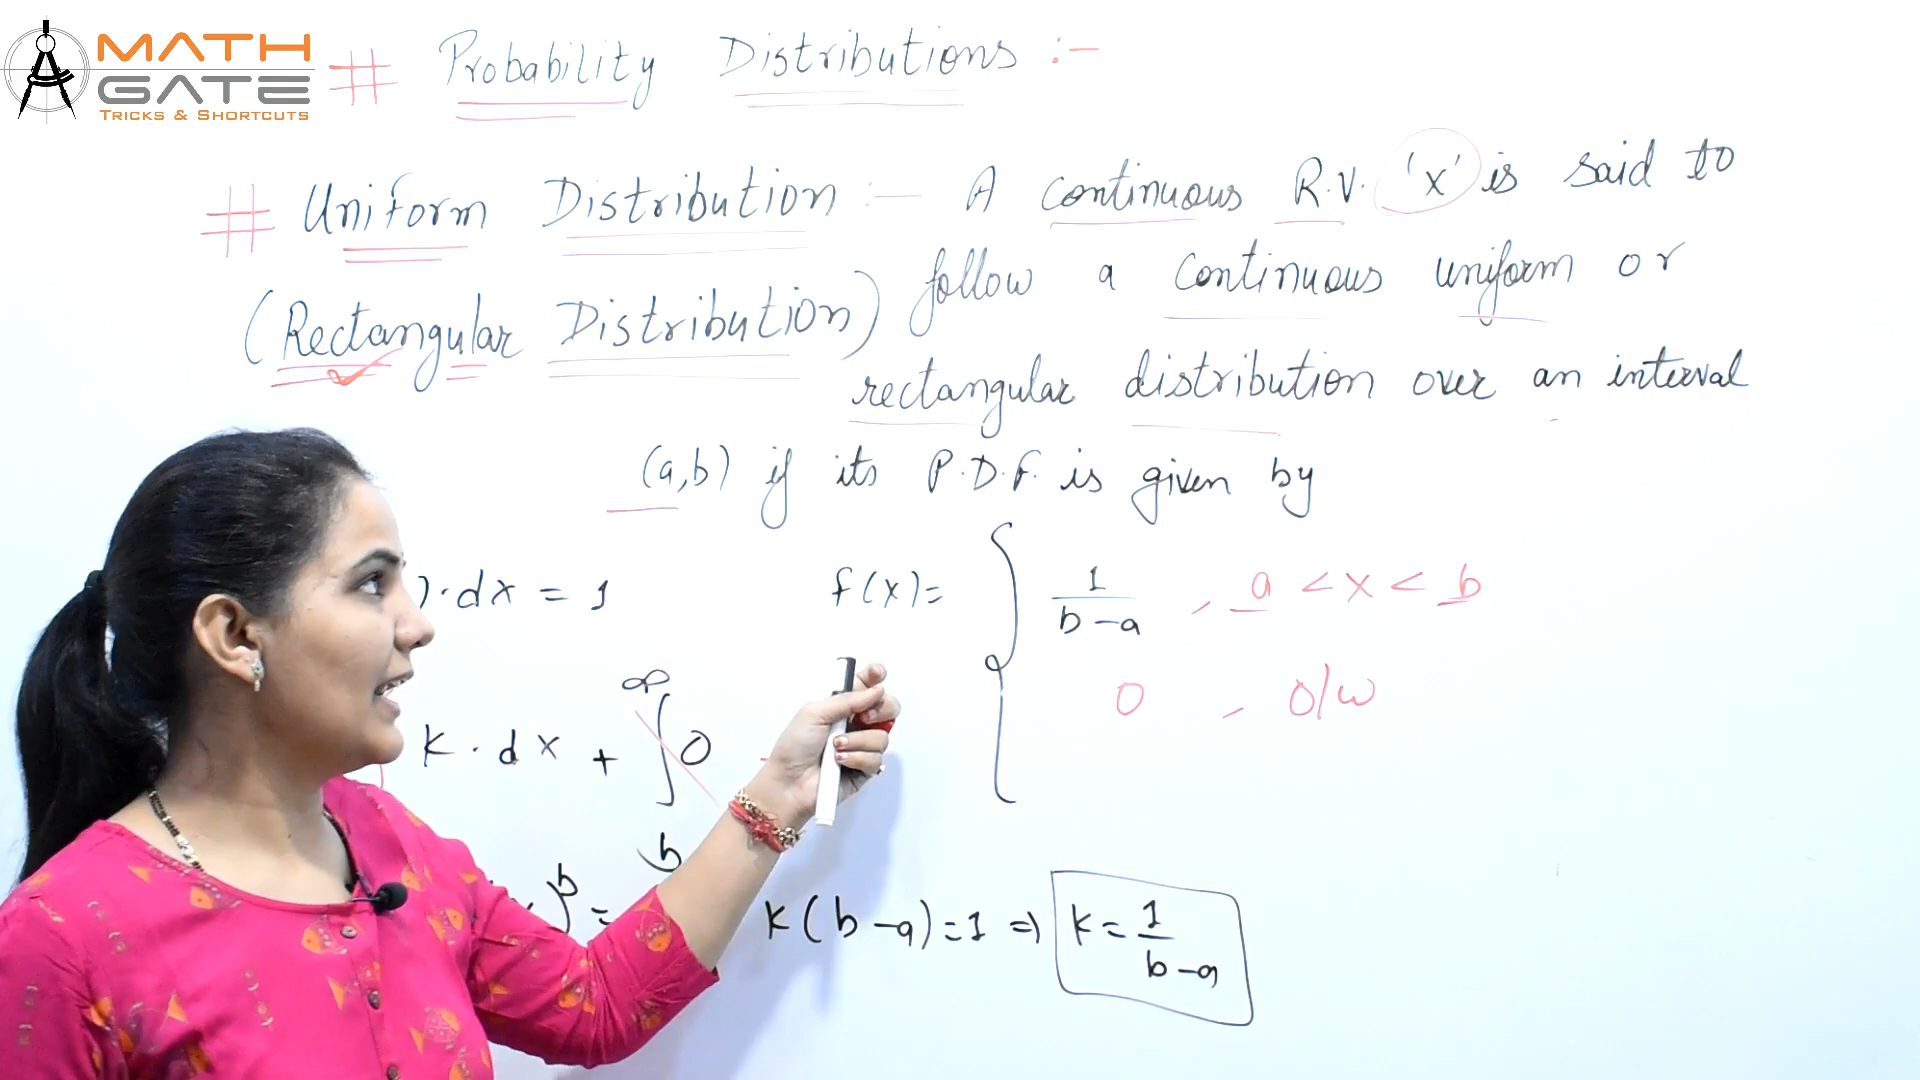 MATH
GATE
TRICKS & SHORTCUTS
# Probability Distributions :-
# Uniform Distribution :- A continuous R.V. 'x' is said to
(Rectangular Distribution) follow a continuous uniform or
rectangular distribution over an interval
(a,b) if its P.D.F. is given by
) . dx = 1
f(x) = { 1/(b-a) , a < x < b
0 , o/w
k . dx + ∫ ∞ 0
) b = b
k(b-a) = 1 ⇒ k = 1/(b-a)